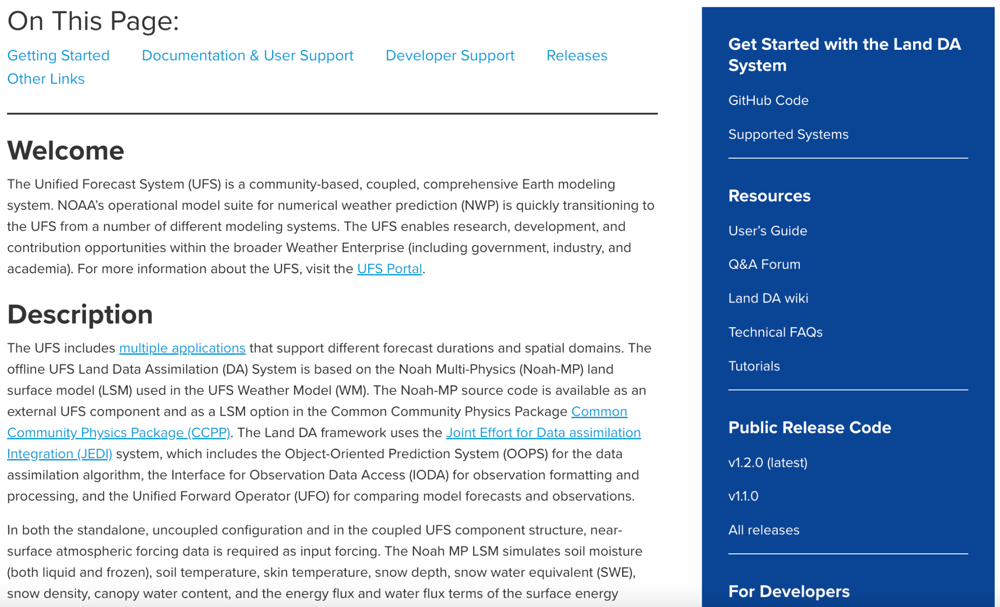 On This Page:
Getting Started Documentation & User Support Developer Support Releases
Other Links
Welcome
The Unified Forecast System (UFS) is a community-based, coupled, comprehensive Earth modeling
system. NOAA’s operational model suite for numerical weather prediction (NWP) is quickly transitioning to
the UFS from a number of different modeling systems. The UFS enables research, development, and
contribution opportunities within the broader Weather Enterprise (including government, industry, and
academia). For more information about the UFS, visit the UFS Portal.
Description
The UFS includes multiple applications that support different forecast durations and spatial domains. The
offline UFS Land Data Assimilation (DA) System is based on the Noah Multi-Physics (Noah-MP) land
surface model (LSM) used in the UFS Weather Model (WM). The Noah-MP source code is available as an
external UFS component and as a LSM option in the Common Community Physics Package Common
Community Physics Package (CCPP). The Land DA framework uses the Joint Effort for Data assimilation
Integration (JEDI) system, which includes the Object-Oriented Prediction System (OOPS) for the data
assimilation algorithm, the Interface for Observation Data Access (IODA) for observation formatting and
processing, and the Unified Forward Operator (UFO) for comparing model forecasts and observations.
In both the standalone, uncoupled configuration and in the coupled UFS component structure, near-
surface atmospheric forcing data is required as input forcing. The Noah MP LSM simulates soil moisture
(both liquid and frozen), soil temperature, skin temperature, snow depth, snow water equivalent (SWE),
snow density, canopy water content, and the energy flux and water flux terms of the surface energy
Get Started with the Land DA
System
GitHub Code
Supported Systems
Resources
User’s Guide
Q&A Forum
Land DA wiki
Technical FAQs
Tutorials
Public Release Code
v1.2.0 (latest)
v1.1.0
All releases
For Developers